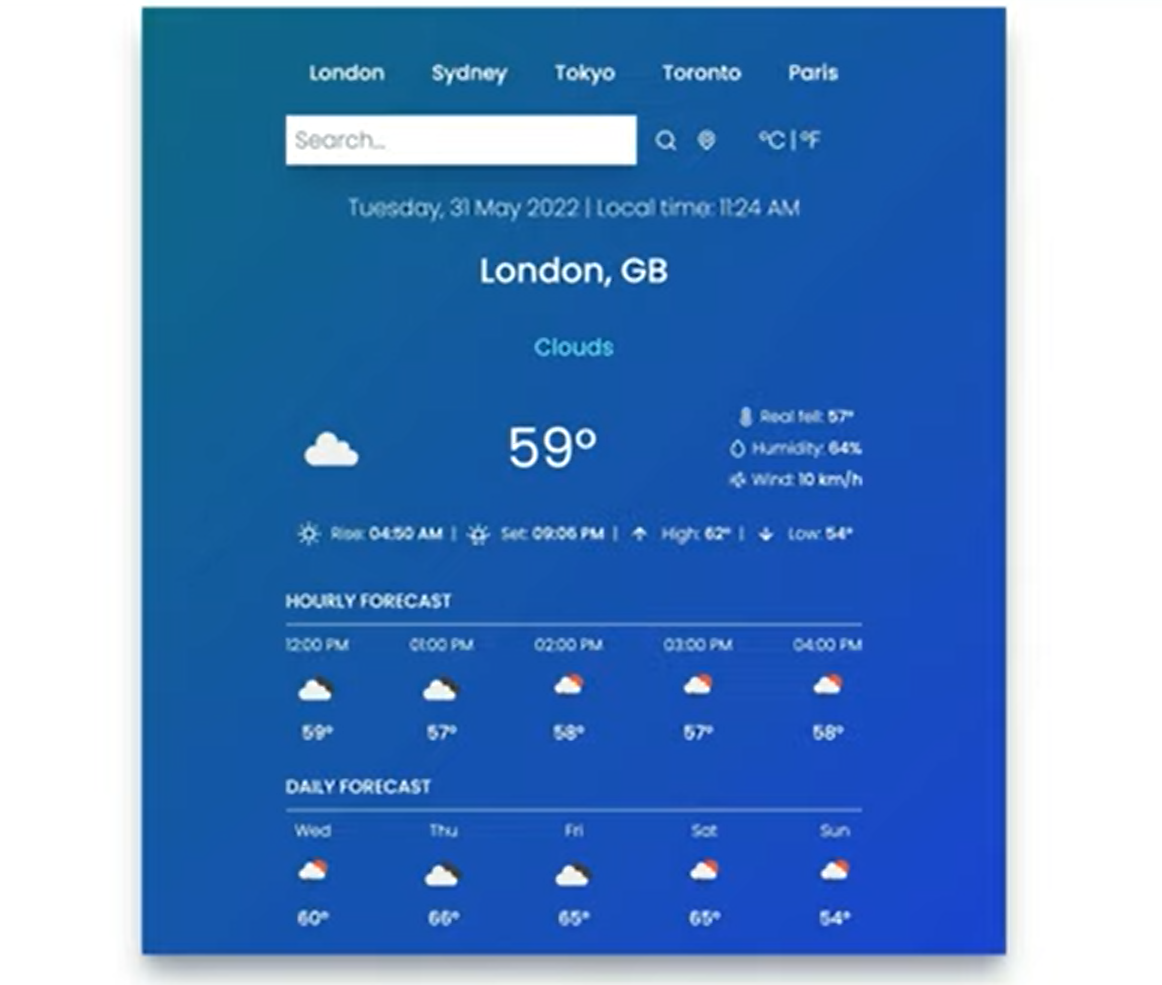 London Sydney Tokyo Toronto Paris
Search... °C | °F
Tuesday, 31 May 2022 | Local time: 11:24 AM
London, GB
Clouds
59°
Real fell: 57°
Humidity: 64%
Wind: 10 km/h
Rise: 04:50 AM | Set: 09:06 PM | High: 62° | Low: 54°
HOURLY FORECAST
12:00 PM 01:00 PM 02:00 PM 03:00 PM 04:00 PM
59° 57° 58° 57° 58°
DAILY FORECAST
Wed Thu Fri Sat Sun
60° 66° 65° 65° 54°